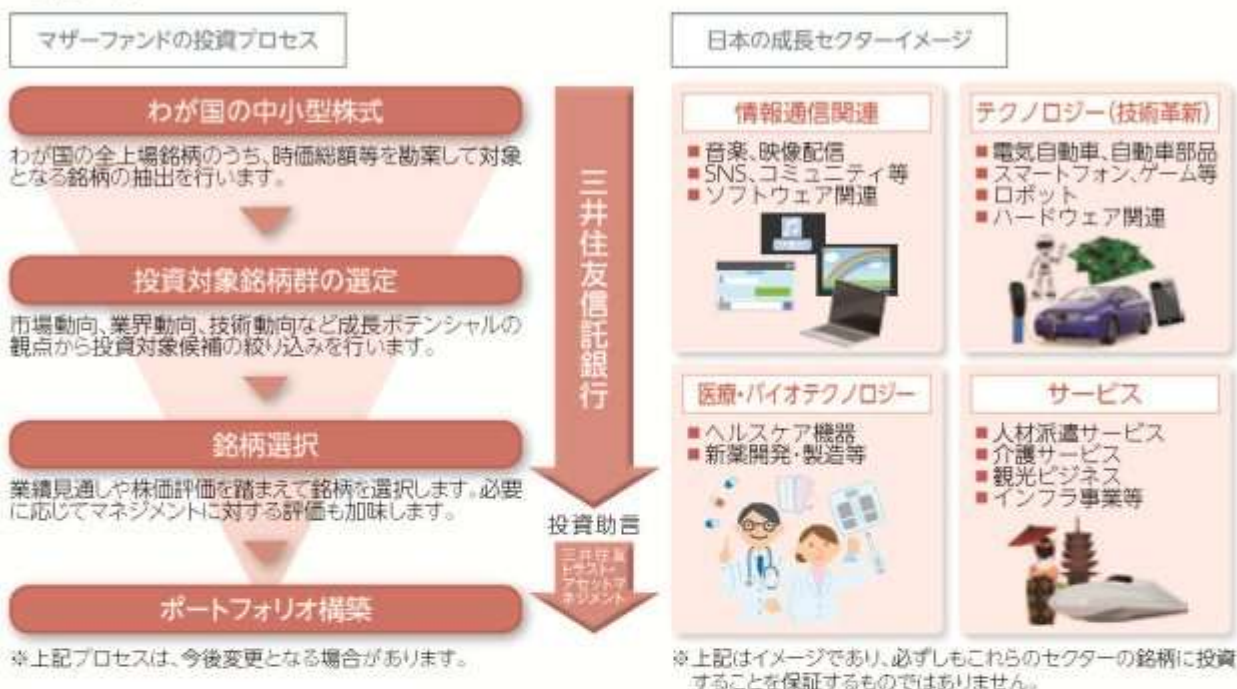 マザーファンドの投資プロセス
わが国の中小型株式
わが国の全上場銘柄のうち、時価総額等を勘案して対象
となる銘柄の抽出を行います。
投資対象銘柄群の選定
市場動向、業界動向、技術動向など成長ポテンシャルの
観点から投資対象候補の絞り込みを行います。
銘柄選択
業績見通しや株価評価を踏まえて銘柄を選択します。必要
に応じてマネジメントに対する評価も加味します。
ポートフォリオ構築
※上記プロセスは、今後変更となる場合があります。
三井住友信託銀行
投資助言
三井住友
トラスト・
アセットマ
ネジメント
日本の成長セクターイメージ
情報通信関連
■音楽、映像配信
■SNS、コミュニティ等
■ソフトウェア関連
テクノロジー(技術革新)
■電気自動車、自動車部品
■スマートフォン、ゲーム等
■ロボット
■ハードウェア関連
医療・バイオテクノロジー
■ヘルスケア機器
■新薬開発・製造等
サービス
■人材派遣サービス
■介護サービス
■観光ビジネス
■インフラ事業等
※上記はイメージであり、必ずしもこれらのセクターの銘柄に投資
することを保証するものではありません。